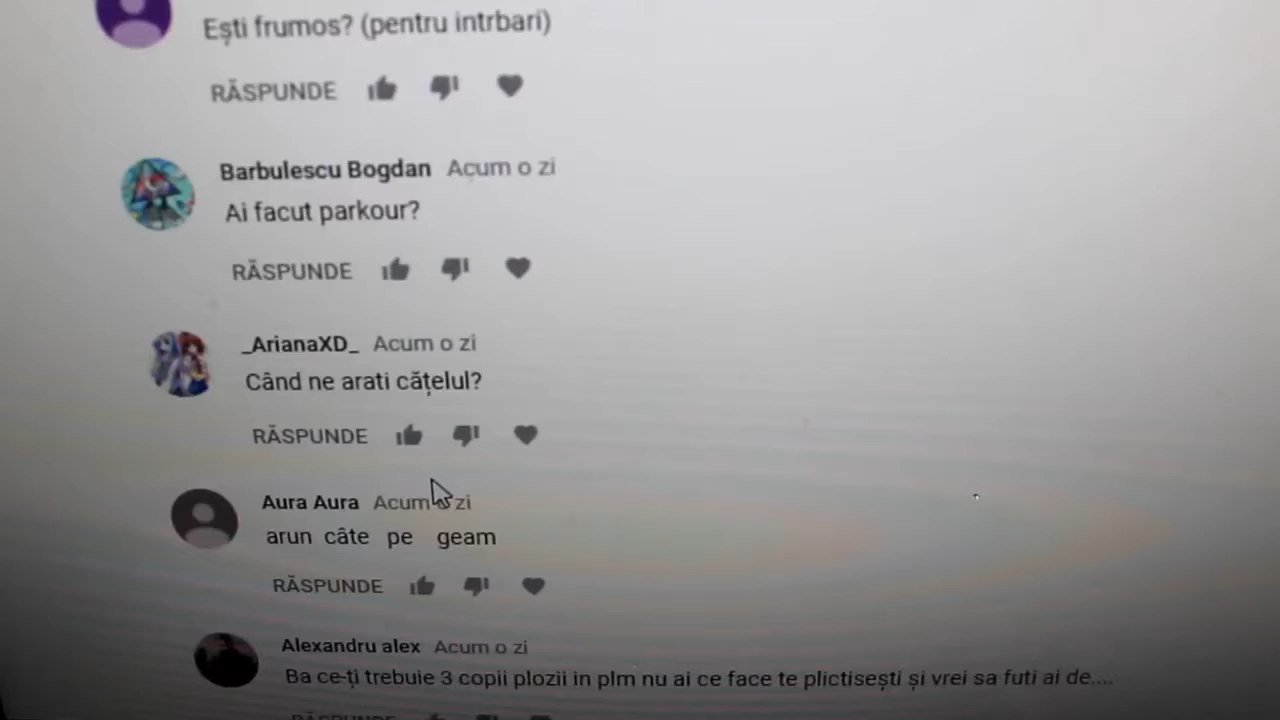 Ești frumos? (pentru intrbari)
RĂSPUNDE
Barbulescu Bogdan Acum o zi
Ai facut parkour?
RĂSPUNDE
_ArianaXD_ Acum o zi
Când ne arati cățelul?
RĂSPUNDE
Aura Aura Acum zi
arun câte pe geam
RĂSPUNDE
Alexandru alex Acum o zi
Ba ce-ți trebuie 3 copii plozii in plm nu ai ce face te plictisești și vrei sa futi ai de....
RĂSPUNDE